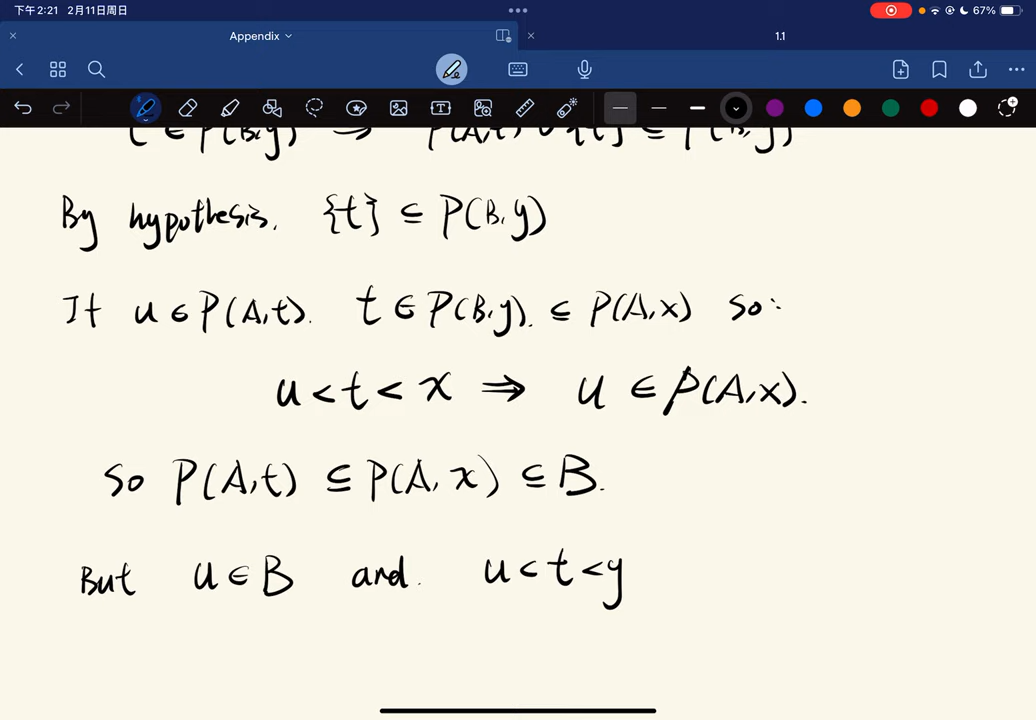 下午2:21 2月11日周日
67%
Appendix
1.1
t ∈ P(B,y) ⇒ P(A,t) ∪ {t} ⊆ P(B,y)
By hypothesis. {t} ⊆ P(B,y)
If u ∈ P(A,t). t ∈ P(B,y). ⊆ P(A,x) so:
u < t < x ⇒ u ∈ P(A,x).
So P(A,t) ⊆ P(A,x) ⊆ B.
But u ∈ B and. u < t < y